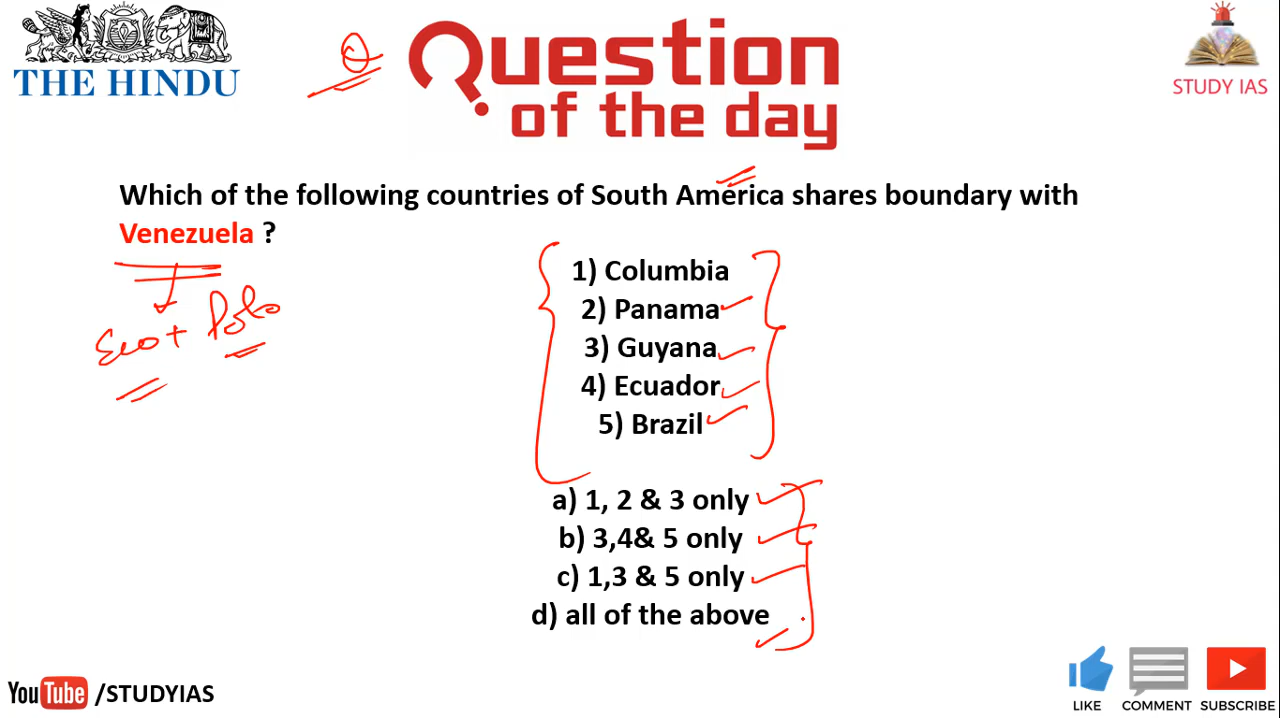 THE HINDU
Q
Question
of the day
STUDY IAS
Which of the following countries of South America shares boundary with
Venezuela ?
Eco + Pol
1) Columbia
2) Panama
3) Guyana
4) Ecuador
5) Brazil
a) 1, 2 & 3 only
b) 3,4& 5 only
c) 1,3 & 5 only
d) all of the above
YouTube /STUDYIAS
LIKE
COMMENT
SUBSCRIBE